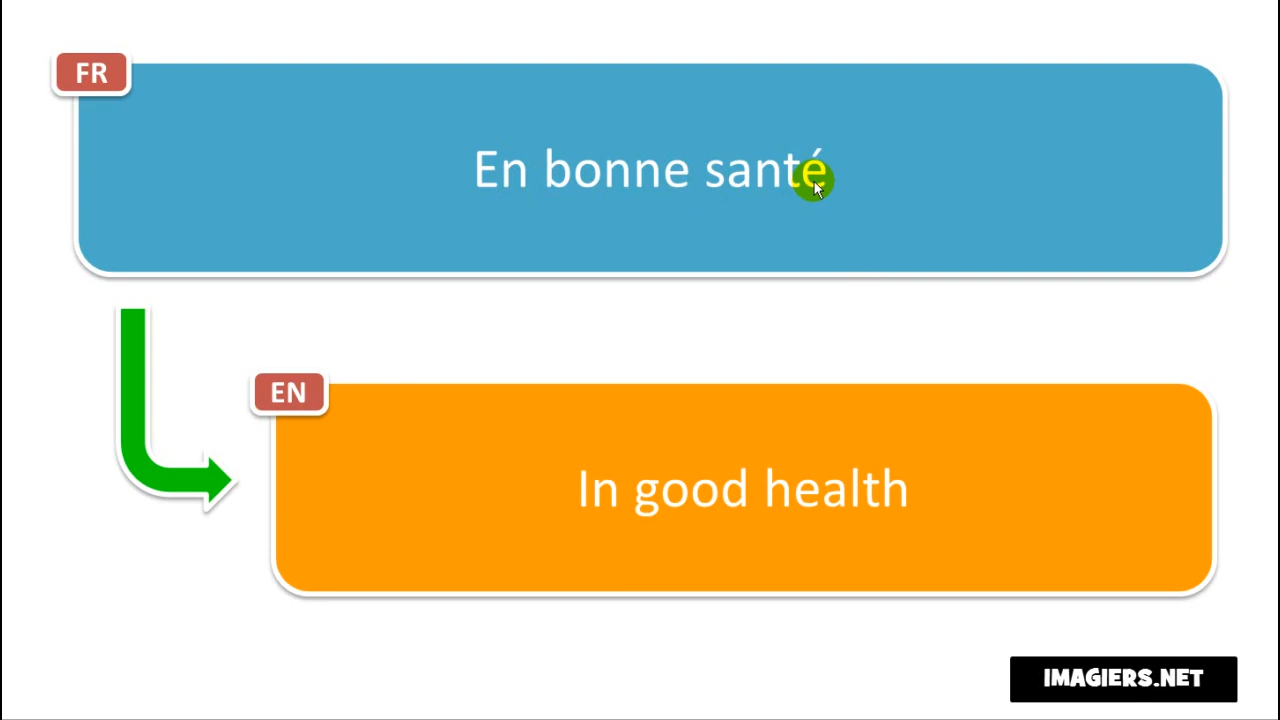 FR
En bonne santé
EN
In good health
IMAGIERS.NET